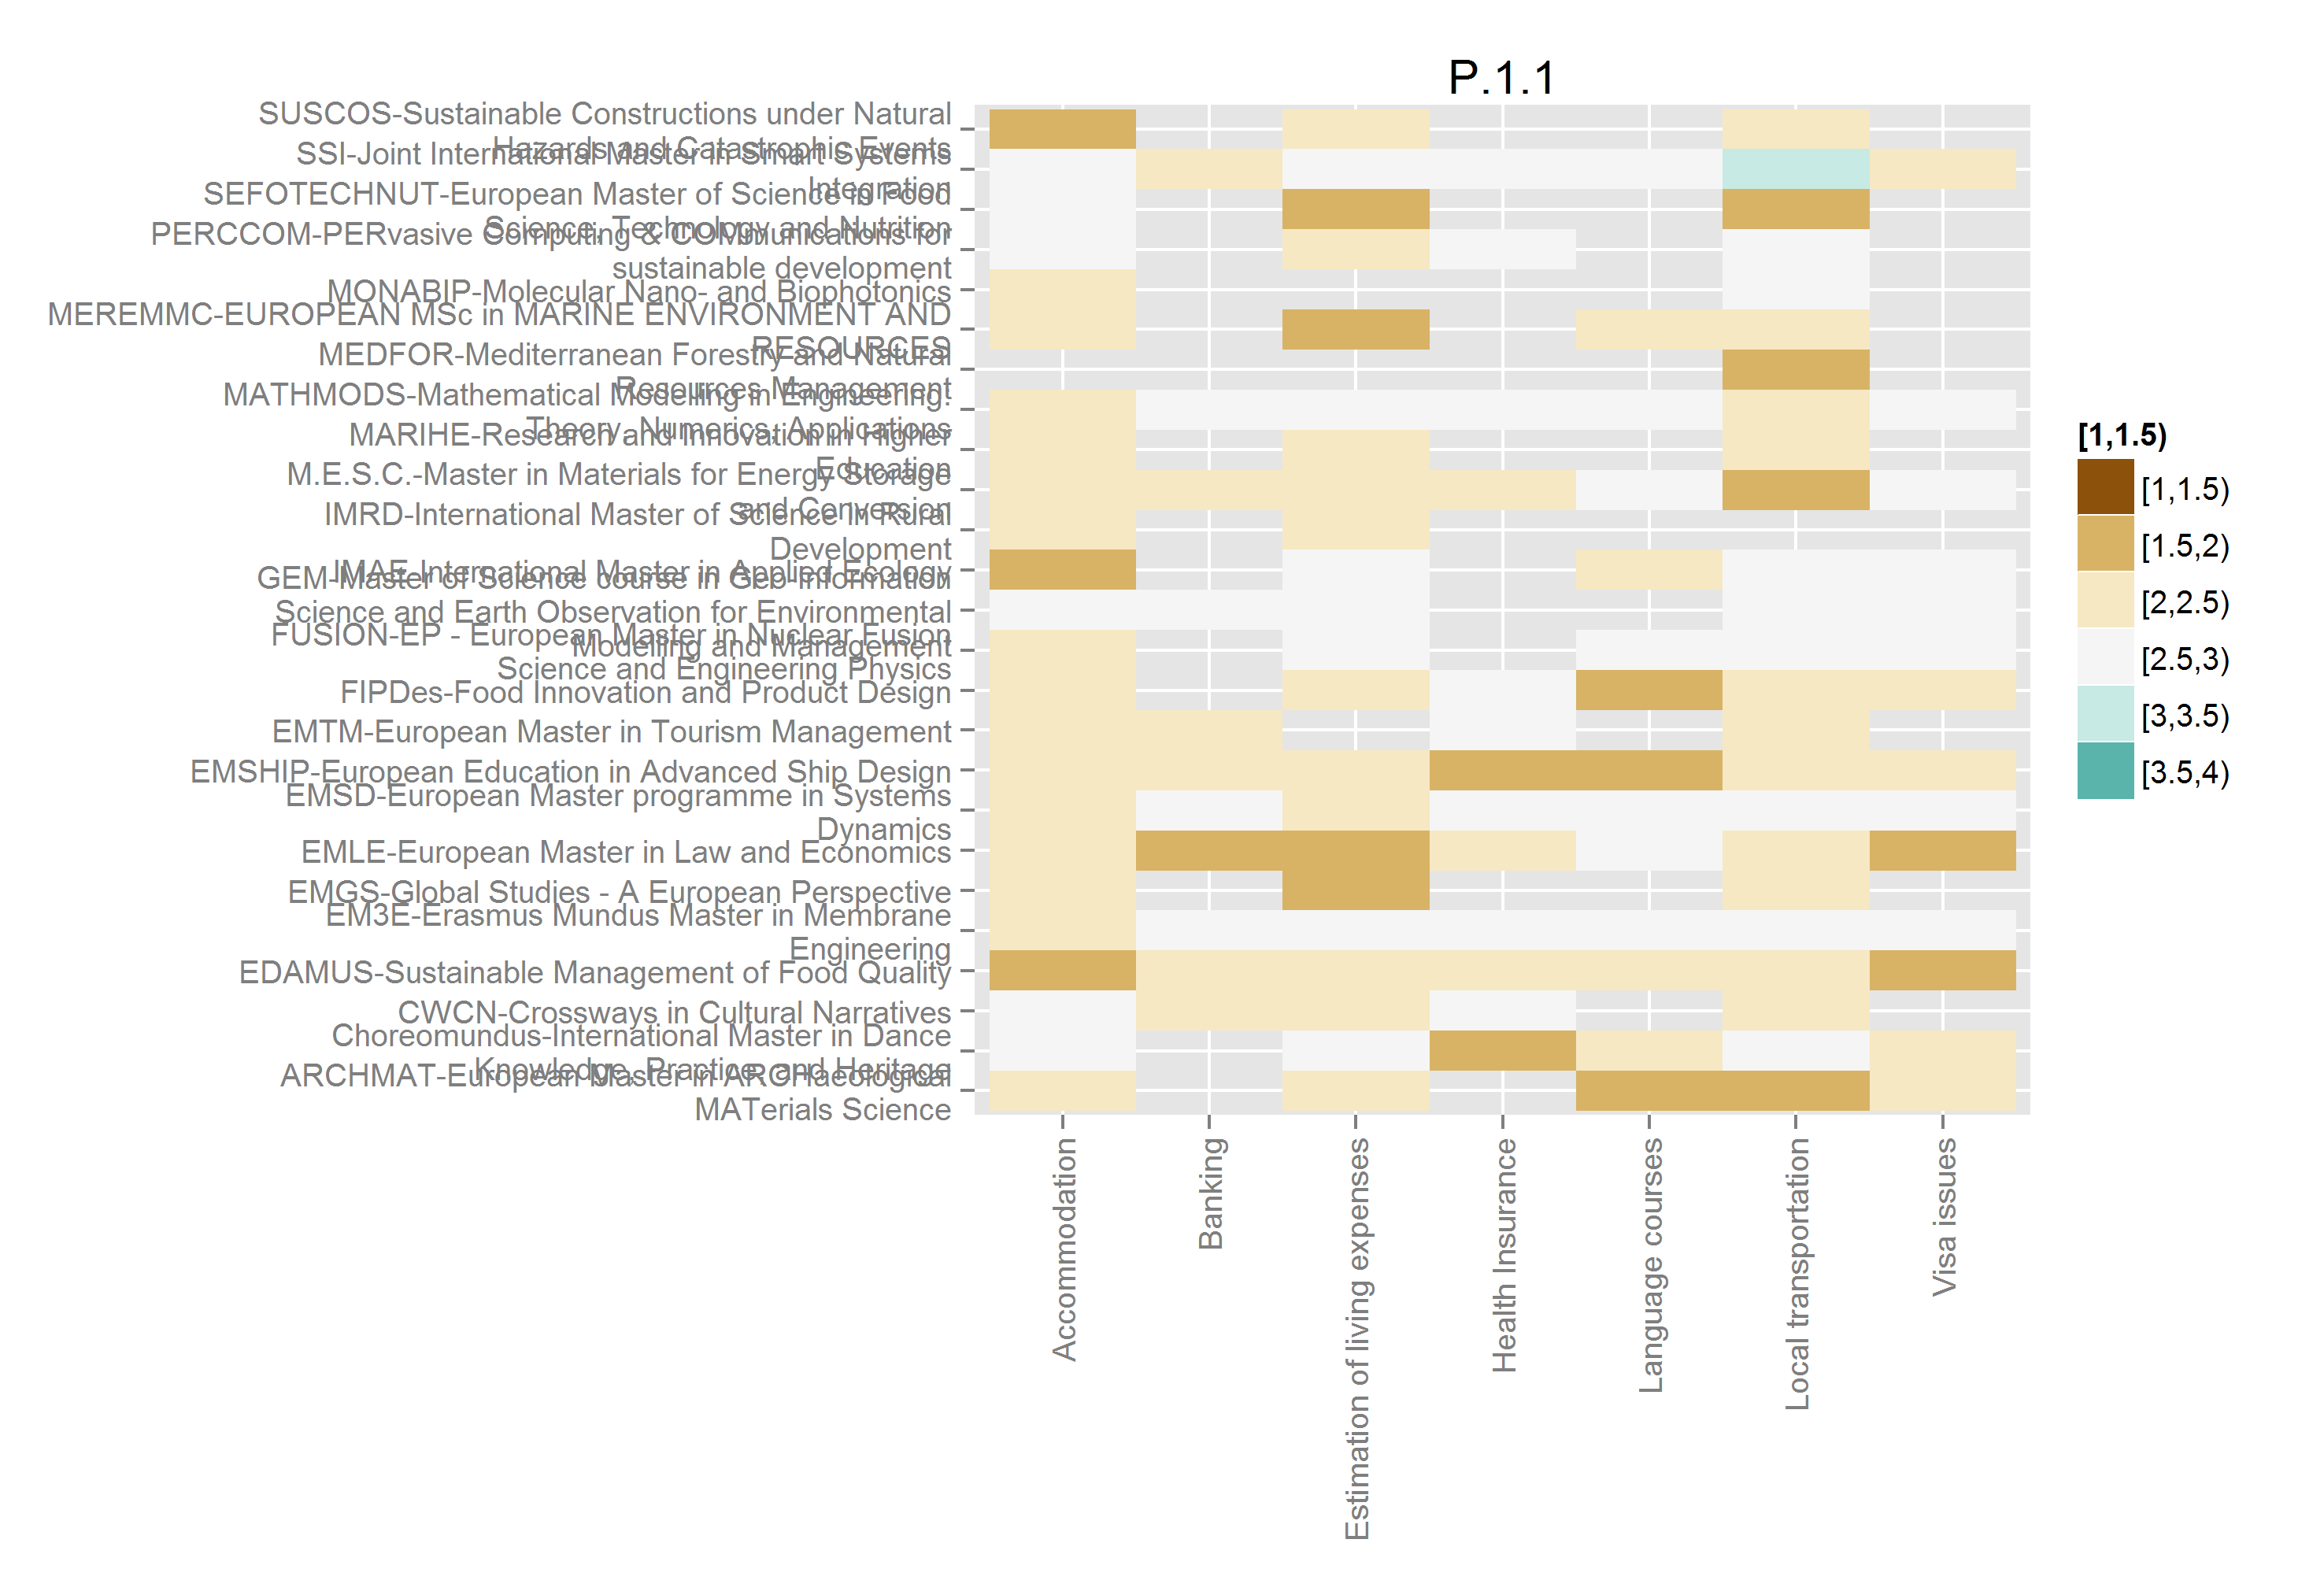 P.1.1
SUSCOS-Sustainable Constructions under Natural
Hazards and Catastrophic Events
SSI-Joint International Master in Smart Systems
Integration
SEFOTECHNUT-European Master of Science in Food
Science, Technology and Nutrition
PERCCOM-PERvasive Computing & COMmunications for
sustainable development
MONABIP-Molecular Nano- and Biophotonics
MEREMMC-EUROPEAN MSc in MARINE ENVIRONMENT AND
RESOURCES
MEDFOR-Mediterranean Forestry and Natural
Resources Management
MATHMODS-Mathematical Modelling in Engineering:
Theory, Numerics, Applications
MARIHE-Research and Innovation in Higher
Education
M.E.S.C.-Master in Materials for Energy Storage
and Conversion
IMRD-International Master of Science in Rural
Development
IMAE-International Master in Applied Ecology
GEM-Master of Science course in Geo-Information
Science and Earth Observation for Environmental
Modelling and Management
FUSION-EP - European Master in Nuclear Fusion
Science and Engineering Physics
FIPDes-Food Innovation and Product Design
EMTM-European Master in Tourism Management
EMSHIP-European Education in Advanced Ship Design
EMSD-European Master programme in Systems
Dynamics
EMLE-European Master in Law and Economics
EMGS-Global Studies - A European Perspective
EM3E-Erasmus Mundus Master in Membrane
Engineering
EDAMUS-Sustainable Management of Food Quality
CWCN-Crossways in Cultural Narratives
Choreomundus-International Master in Dance
Knowledge, Practice, and Heritage
ARCHMAT-European Master in ARCHaeological
MATerials Science
Accommodation
Banking
Estimation of living expenses
Health Insurance
Language courses
Local transportation
Visa issues
[1,1.5)
[1,1.5)
[1.5,2)
[2,2.5)
[2.5,3)
[3,3.5)
[3.5,4)